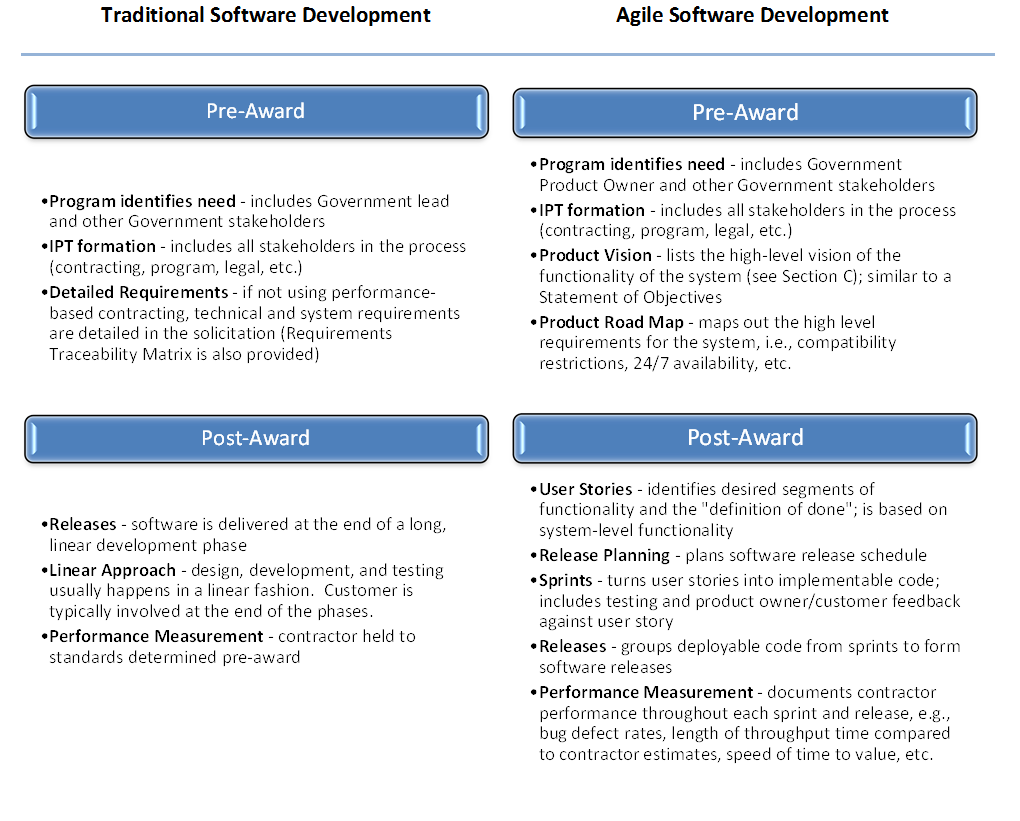 Traditional Software Development
Pre-Award
•Program identifies need - includes Government lead
and other Government stakeholders
•IPT formation - includes all stakeholders in the process
(contracting, program, legal, etc.)
•Detailed Requirements - if not using performance-
based contracting, technical and system requirements
are detailed in the solicitation (Requirements
Traceability Matrix is also provided)
Post-Award
•Releases - software is delivered at the end of a long,
linear development phase
•Linear Approach - design, development, and testing
usually happens in a linear fashion.  Customer is
typically involved at the end of the phases.
•Performance Measurement - contractor held to
standards determined pre-award
Agile Software Development
Pre-Award
•Program identifies need - includes Government
Product Owner and other Government stakeholders
•IPT formation - includes all stakeholders in the process
(contracting, program, legal, etc.)
•Product Vision - lists the high-level vision of the
functionality of the system (see Section C); similar to a
Statement of Objectives
•Product Road Map - maps out the high level
requirements for the system, i.e., compatibility
restrictions, 24/7 availability, etc.
Post-Award
•User Stories - identifies desired segments of
functionality and the "definition of done"; is based on
system-level functionality
•Release Planning - plans software release schedule
•Sprints - turns user stories into implementable code;
includes testing and product owner/customer feedback
against user story
•Releases - groups deployable code from sprints to form
software releases
•Performance Measurement - documents contractor
performance throughout each sprint and release, e.g.,
bug defect rates, length of throughput time compared
to contractor estimates, speed of time to value, etc.